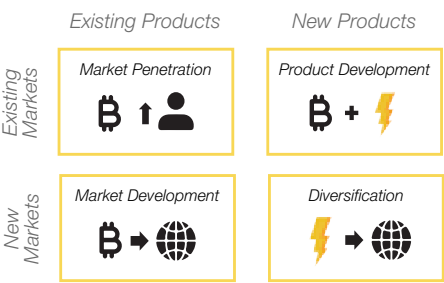 Existing Products
New Products
Existing
Markets
Market Penetration
Product Development
New
Markets
Market Development
Diversification